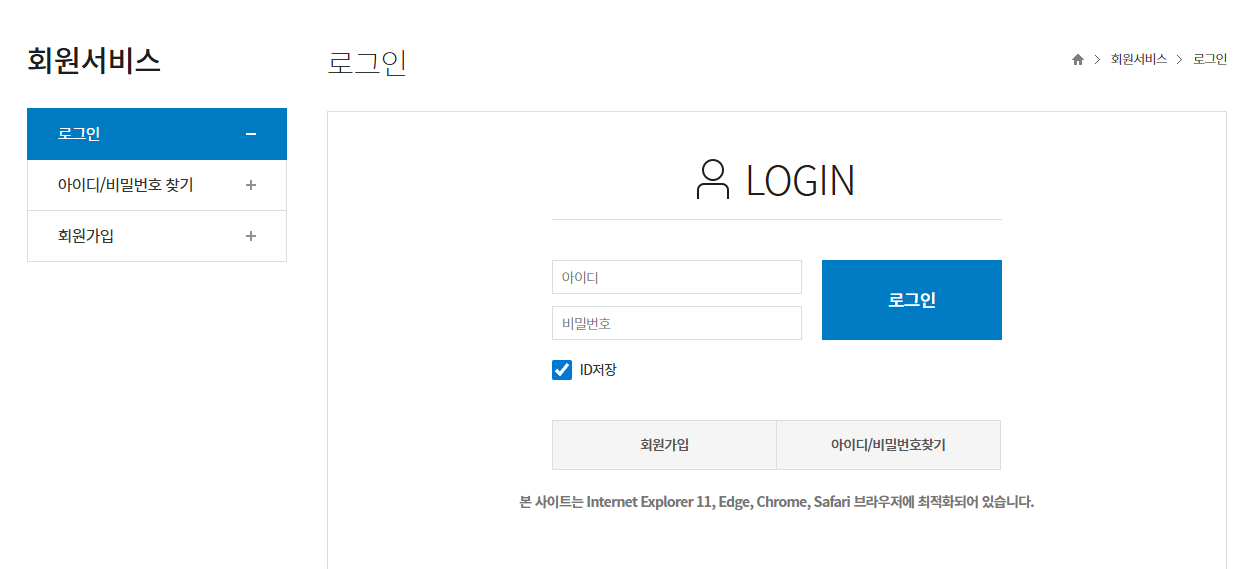 회원서비스
로그인
아이디/비밀번호 찾기
회원가입
로그인
회원서비스 로그인
LOGIN
아이디
비밀번호
로그인
ID저장
회원가입
아이디/비밀번호찾기
본 사이트는 Internet Explorer 11, Edge, Chrome, Safari 브라우저에 최적화되어 있습니다.